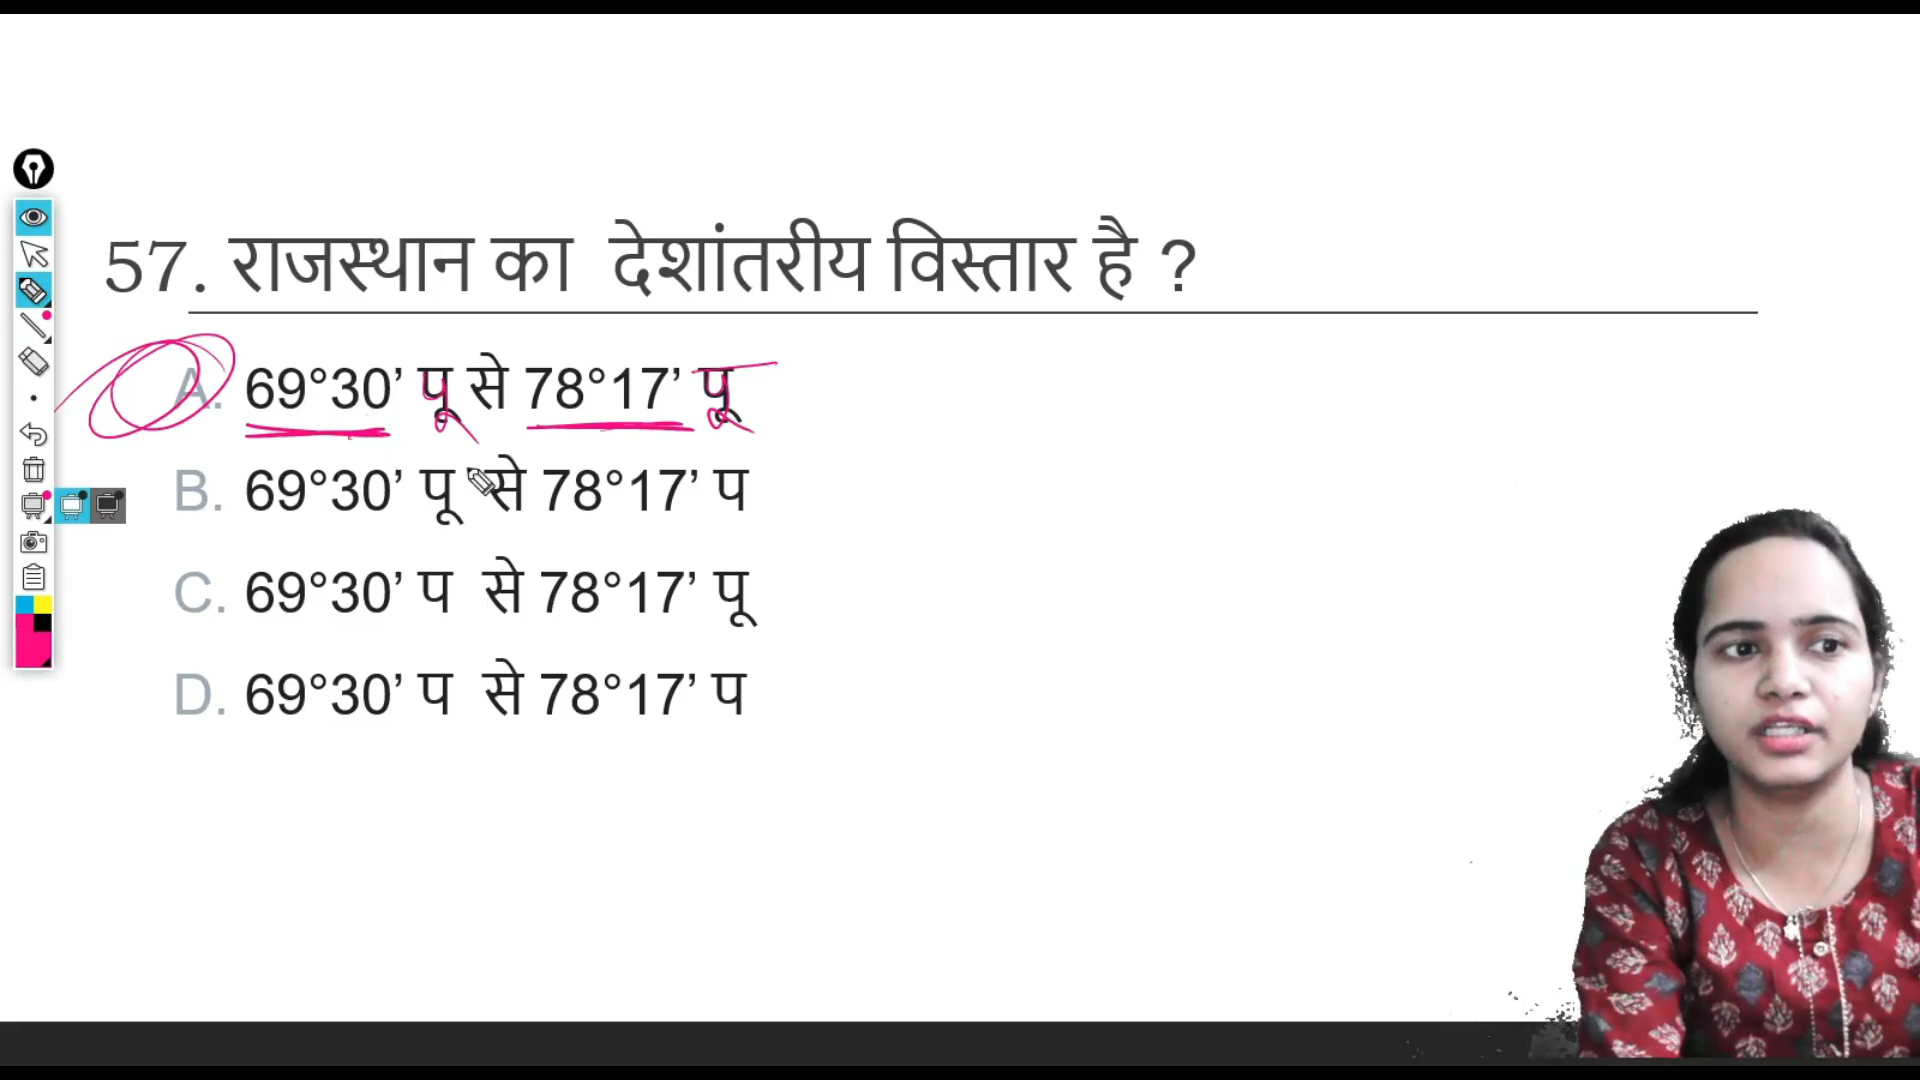 57. राजस्थान का देशांतरीय विस्तार है ?
A. 69°30’ पू से 78°17’ पू
B. 69°30’ पू से 78°17’ प
C. 69°30’ प से 78°17’ पू
D. 69°30’ प से 78°17’ प